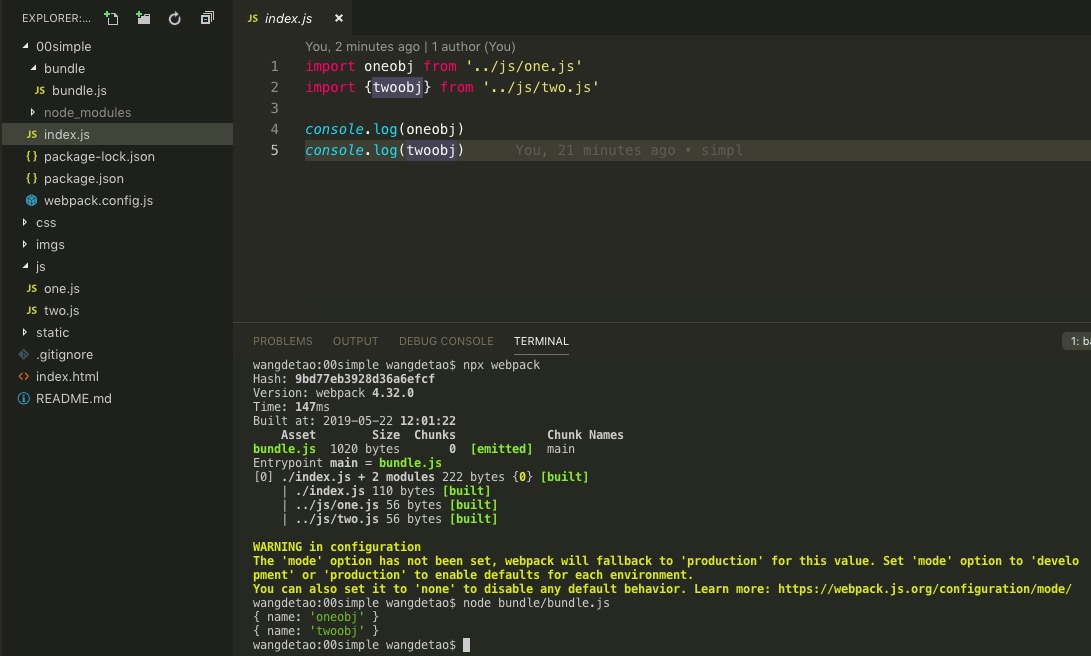 EXPLORER:...
00simple
bundle
JS bundle.js
node_modules
JS index.js
{} package-lock.json
{} package.json
webpack.config.js
css
imgs
js
JS one.js
JS two.js
static
.gitignore
<> index.html
README.md
JS index.js ×
You, 2 minutes ago | 1 author (You)
1 import oneobj from '../js/one.js'
2 import {twoobj} from '../js/two.js'
3
4 console.log(oneobj)
5 console.log(twoobj) You, 21 minutes ago • simpl
PROBLEMS OUTPUT DEBUG CONSOLE TERMINAL 1: ba
wangdetao:00simple wangdetao$ npx webpack
Hash: 9bd77eb3928d36a6efcf
Version: webpack 4.32.0
Time: 147ms
Built at: 2019-05-22 12:01:22
Asset Size Chunks Chunk Names
bundle.js 1020 bytes 0 [emitted] main
Entrypoint main = bundle.js
[0] ./index.js + 2 modules 222 bytes {0} [built]
| ./index.js 110 bytes [built]
| ../js/one.js 56 bytes [built]
| ../js/two.js 56 bytes [built]
WARNING in configuration
The 'mode' option has not been set, webpack will fallback to 'production' for this value. Set 'mode' option to 'develo
pment' or 'production' to enable defaults for each environment.
You can also set it to 'none' to disable any default behavior. Learn more: https://webpack.js.org/configuration/mode/
wangdetao:00simple wangdetao$ node bundle/bundle.js
{ name: 'oneobj' }
{ name: 'twoobj' }
wangdetao:00simple wangdetao$